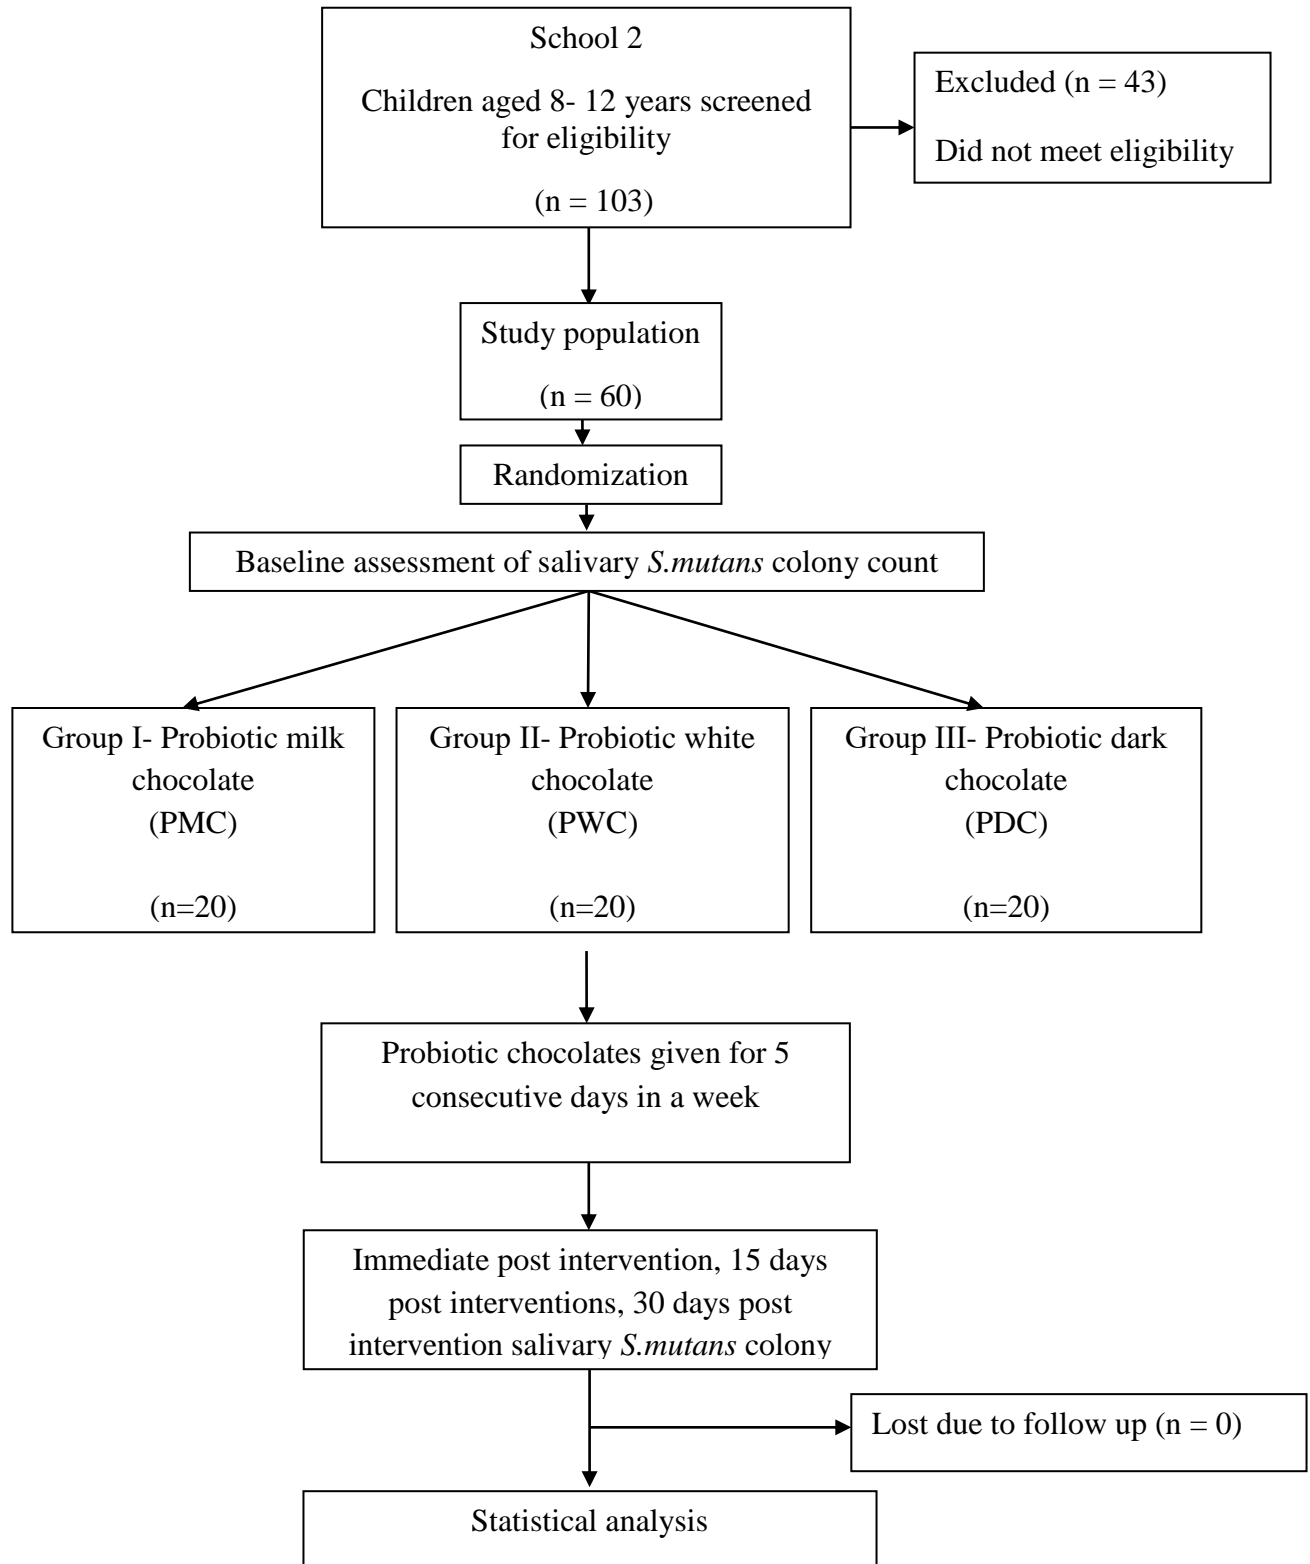 School 2
Children aged 8- 12 years screened
for eligibility
(n = 103)
Excluded (n = 43)
Did not meet eligibility
Study population
(n = 60)
Randomization
Baseline assessment of salivary S.mutans colony count
Group I- Probiotic milk
chocolate
(PMC)
(n=20)
Group II- Probiotic white
chocolate
(PWC)
(n=20)
Group III- Probiotic dark
chocolate
(PDC)
(n=20)
Probiotic chocolates given for 5
consecutive days in a week
Immediate post intervention, 15 days
post interventions, 30 days post
intervention salivary S.mutans colony
Lost due to follow up (n = 0)
Statistical analysis